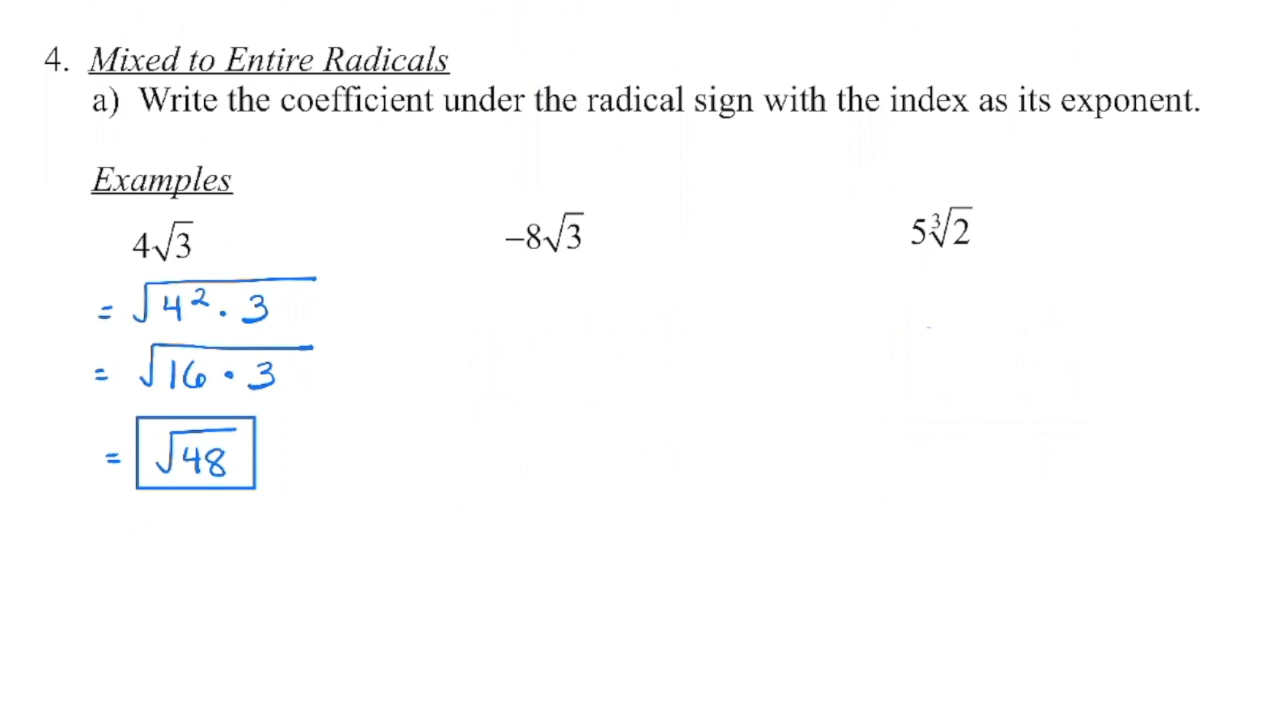 4. Mixed to Entire Radicals
a) Write the coefficient under the radical sign with the index as its exponent.
Examples
4√3 −8√3 5∛2
= √4² · 3
= √16 · 3
= √48